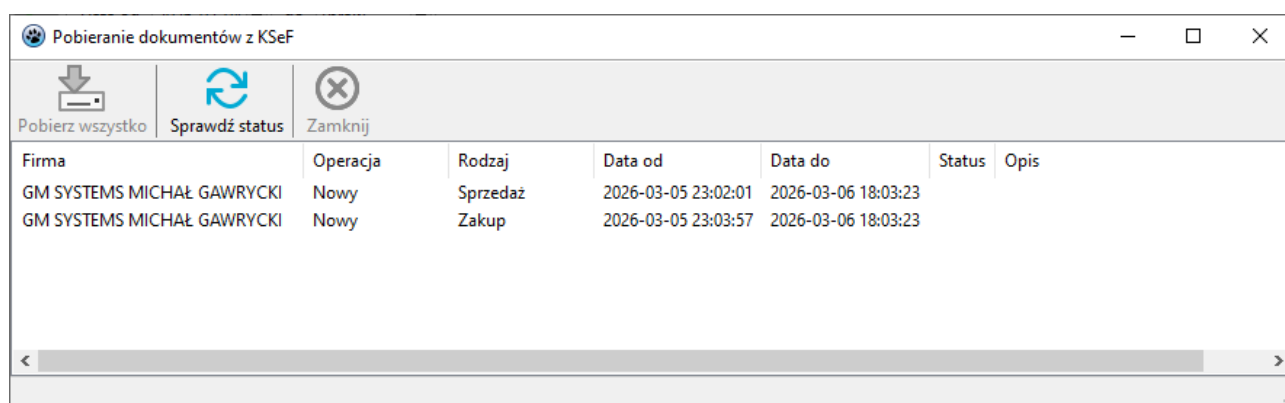 Pobieranie dokumentów z KSeF
Pobierz wszystko Sprawdź status Zamknij
Firma Operacja Rodzaj Data od Data do Status Opis
GM SYSTEMS MICHAŁ GAWRYCKI Nowy Sprzedaż 2026-03-05 23:02:01 2026-03-06 18:03:23
GM SYSTEMS MICHAŁ GAWRYCKI Nowy Zakup 2026-03-05 23:03:57 2026-03-06 18:03:23